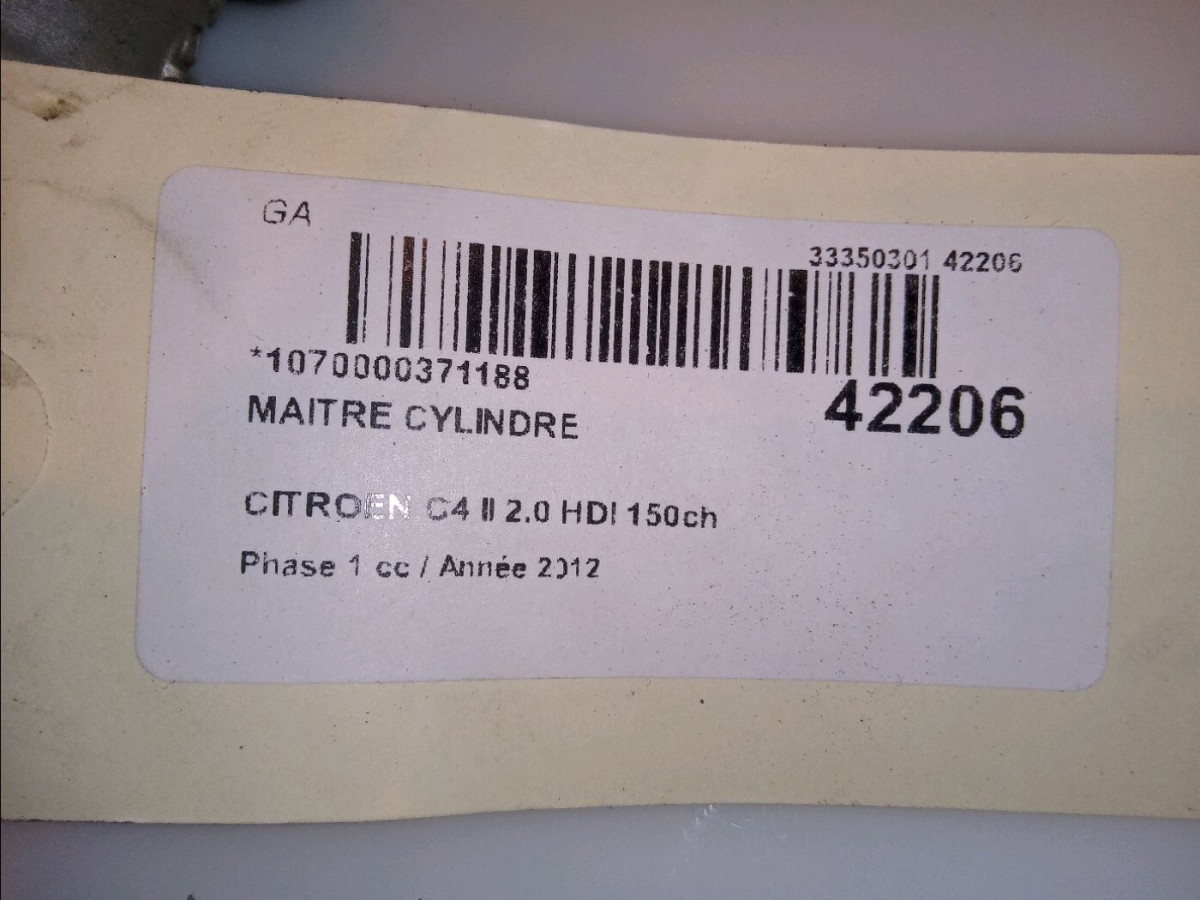 GA
33350301 42206
*1070000371188
42206
MAITRE CYLINDRE
CITROEN C4 II 2.0 HDI 150ch
Phase 1 cc / Année 2012